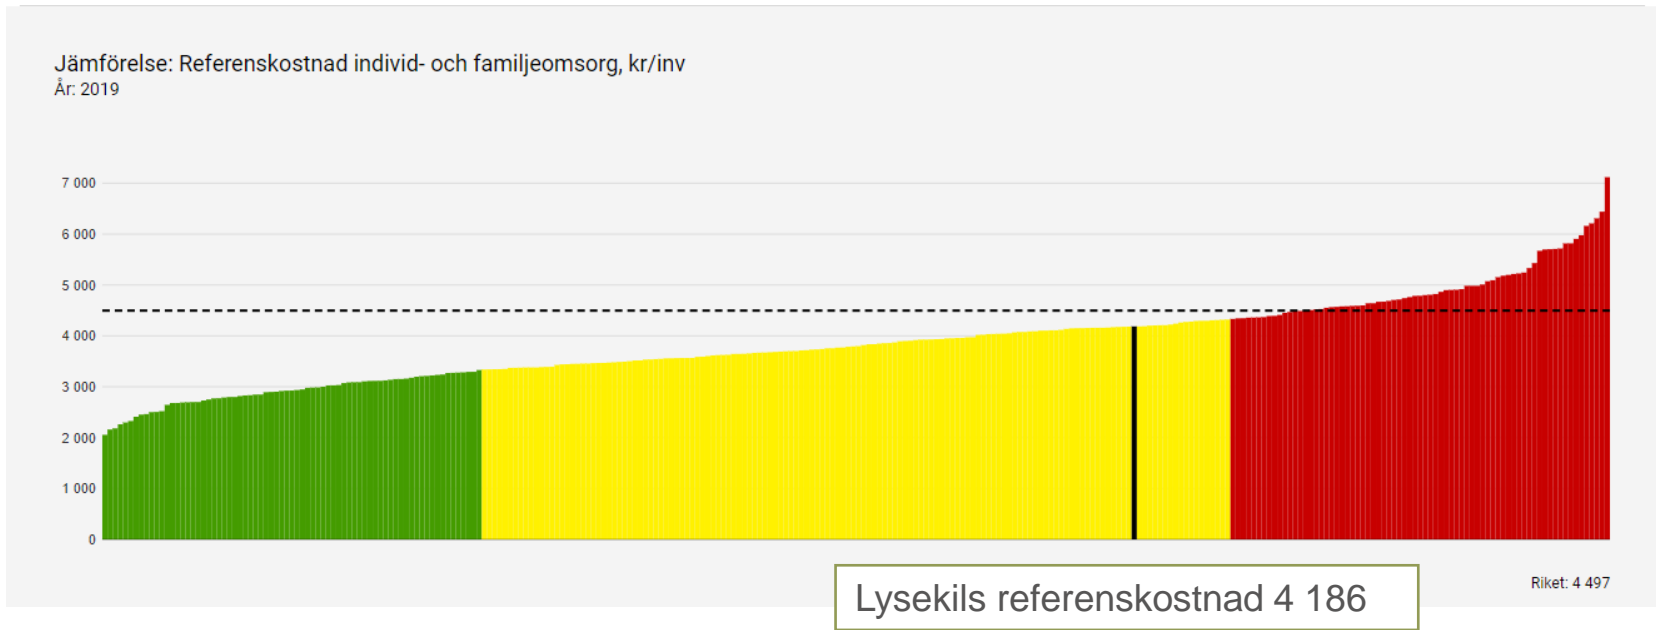 Jämförelse: Referenskostnad individ- och familjeomsorg, kr/inv
År: 2019
7 000
6 000
5 000
4 000
3 000
2 000
1 000
0
Riket: 4 497
Lysekils referenskostnad 4 186